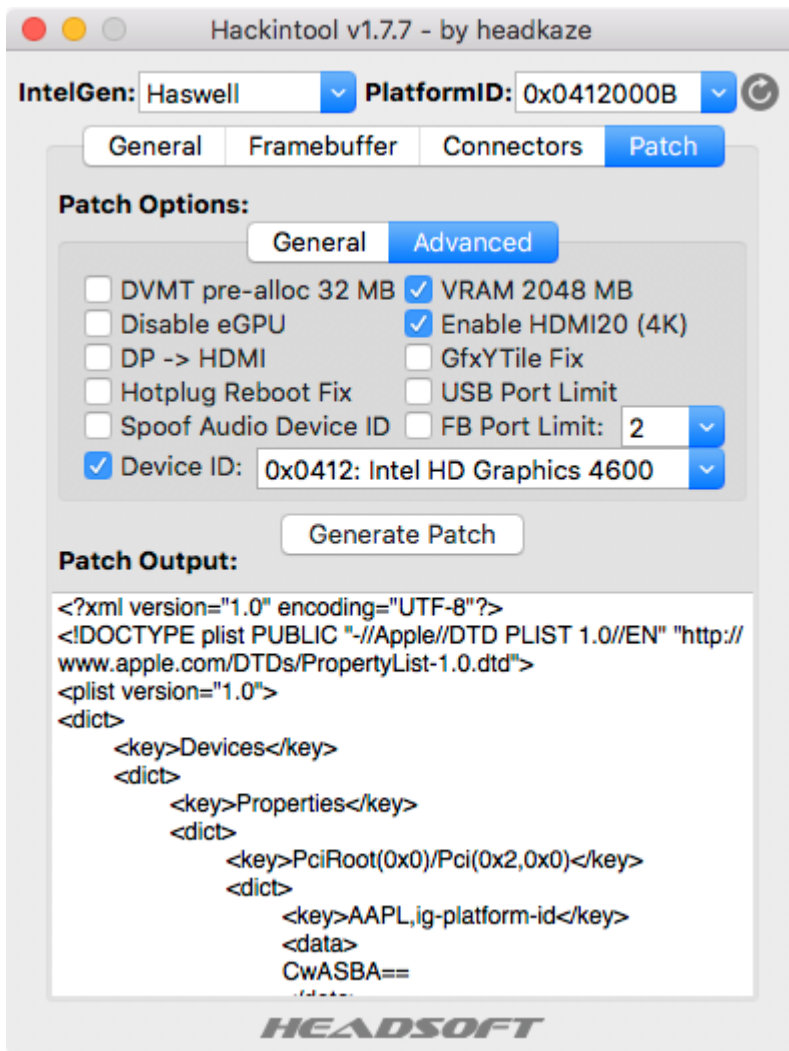 Hackintool v1.7.7 - by headkaze
IntelGen: Haswell PlatformID: 0x0412000B
General Framebuffer Connectors Patch
Patch Options:
General Advanced
DVMT pre-alloc 32 MB VRAM 2048 MB
Disable eGPU Enable HDMI20 (4K)
DP -> HDMI GfxYTile Fix
Hotplug Reboot Fix USB Port Limit
Spoof Audio Device ID FB Port Limit: 2
Device ID: 0x0412: Intel HD Graphics 4600
Generate Patch
Patch Output:
<?xml version="1.0" encoding="UTF-8"?>
<!DOCTYPE plist PUBLIC "-//Apple//DTD PLIST 1.0//EN" "http://
www.apple.com/DTDs/PropertyList-1.0.dtd">
<plist version="1.0">
<dict>
<key>Devices</key>
<dict>
<key>Properties</key>
<dict>
<key>PciRoot(0x0)/Pci(0x2,0x0)</key>
<dict>
<key>AAPL,ig-platform-id</key>
<data>
CwASBA==
HEADSOFT